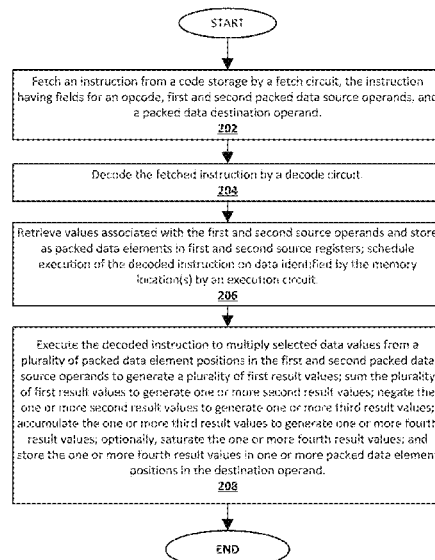 START
Fetch an instruction from a code storage by a fetch circuit, the instruction
having fields for an opcode, first and second packed data source operands, and
a packed data destination operand.
202
Decode the fetched instruction by a decode circuit.
204
Retrieve values associated with the first and second source operands and store
as packed data elements in first and second source registers; schedule
execution of the decoded instruction on data identified by the memory
location(s) by an execution circuit.
206
Execute the decoded instruction to multiply selected data values from a
plurality of packed data element positions in the first and second packed data
source operands to generate a plurality of first result values; sum the plurality
of first result values to generate one or more second result values; negate the
one or more second result values to generate one or more third result values;
accumulate the one or more third result values to generate one or more fourth
result values; optionally, saturate the one or more fourth result values; and
store the one or more fourth result values in one or more packed data element
positions in the destination operand.
208
END